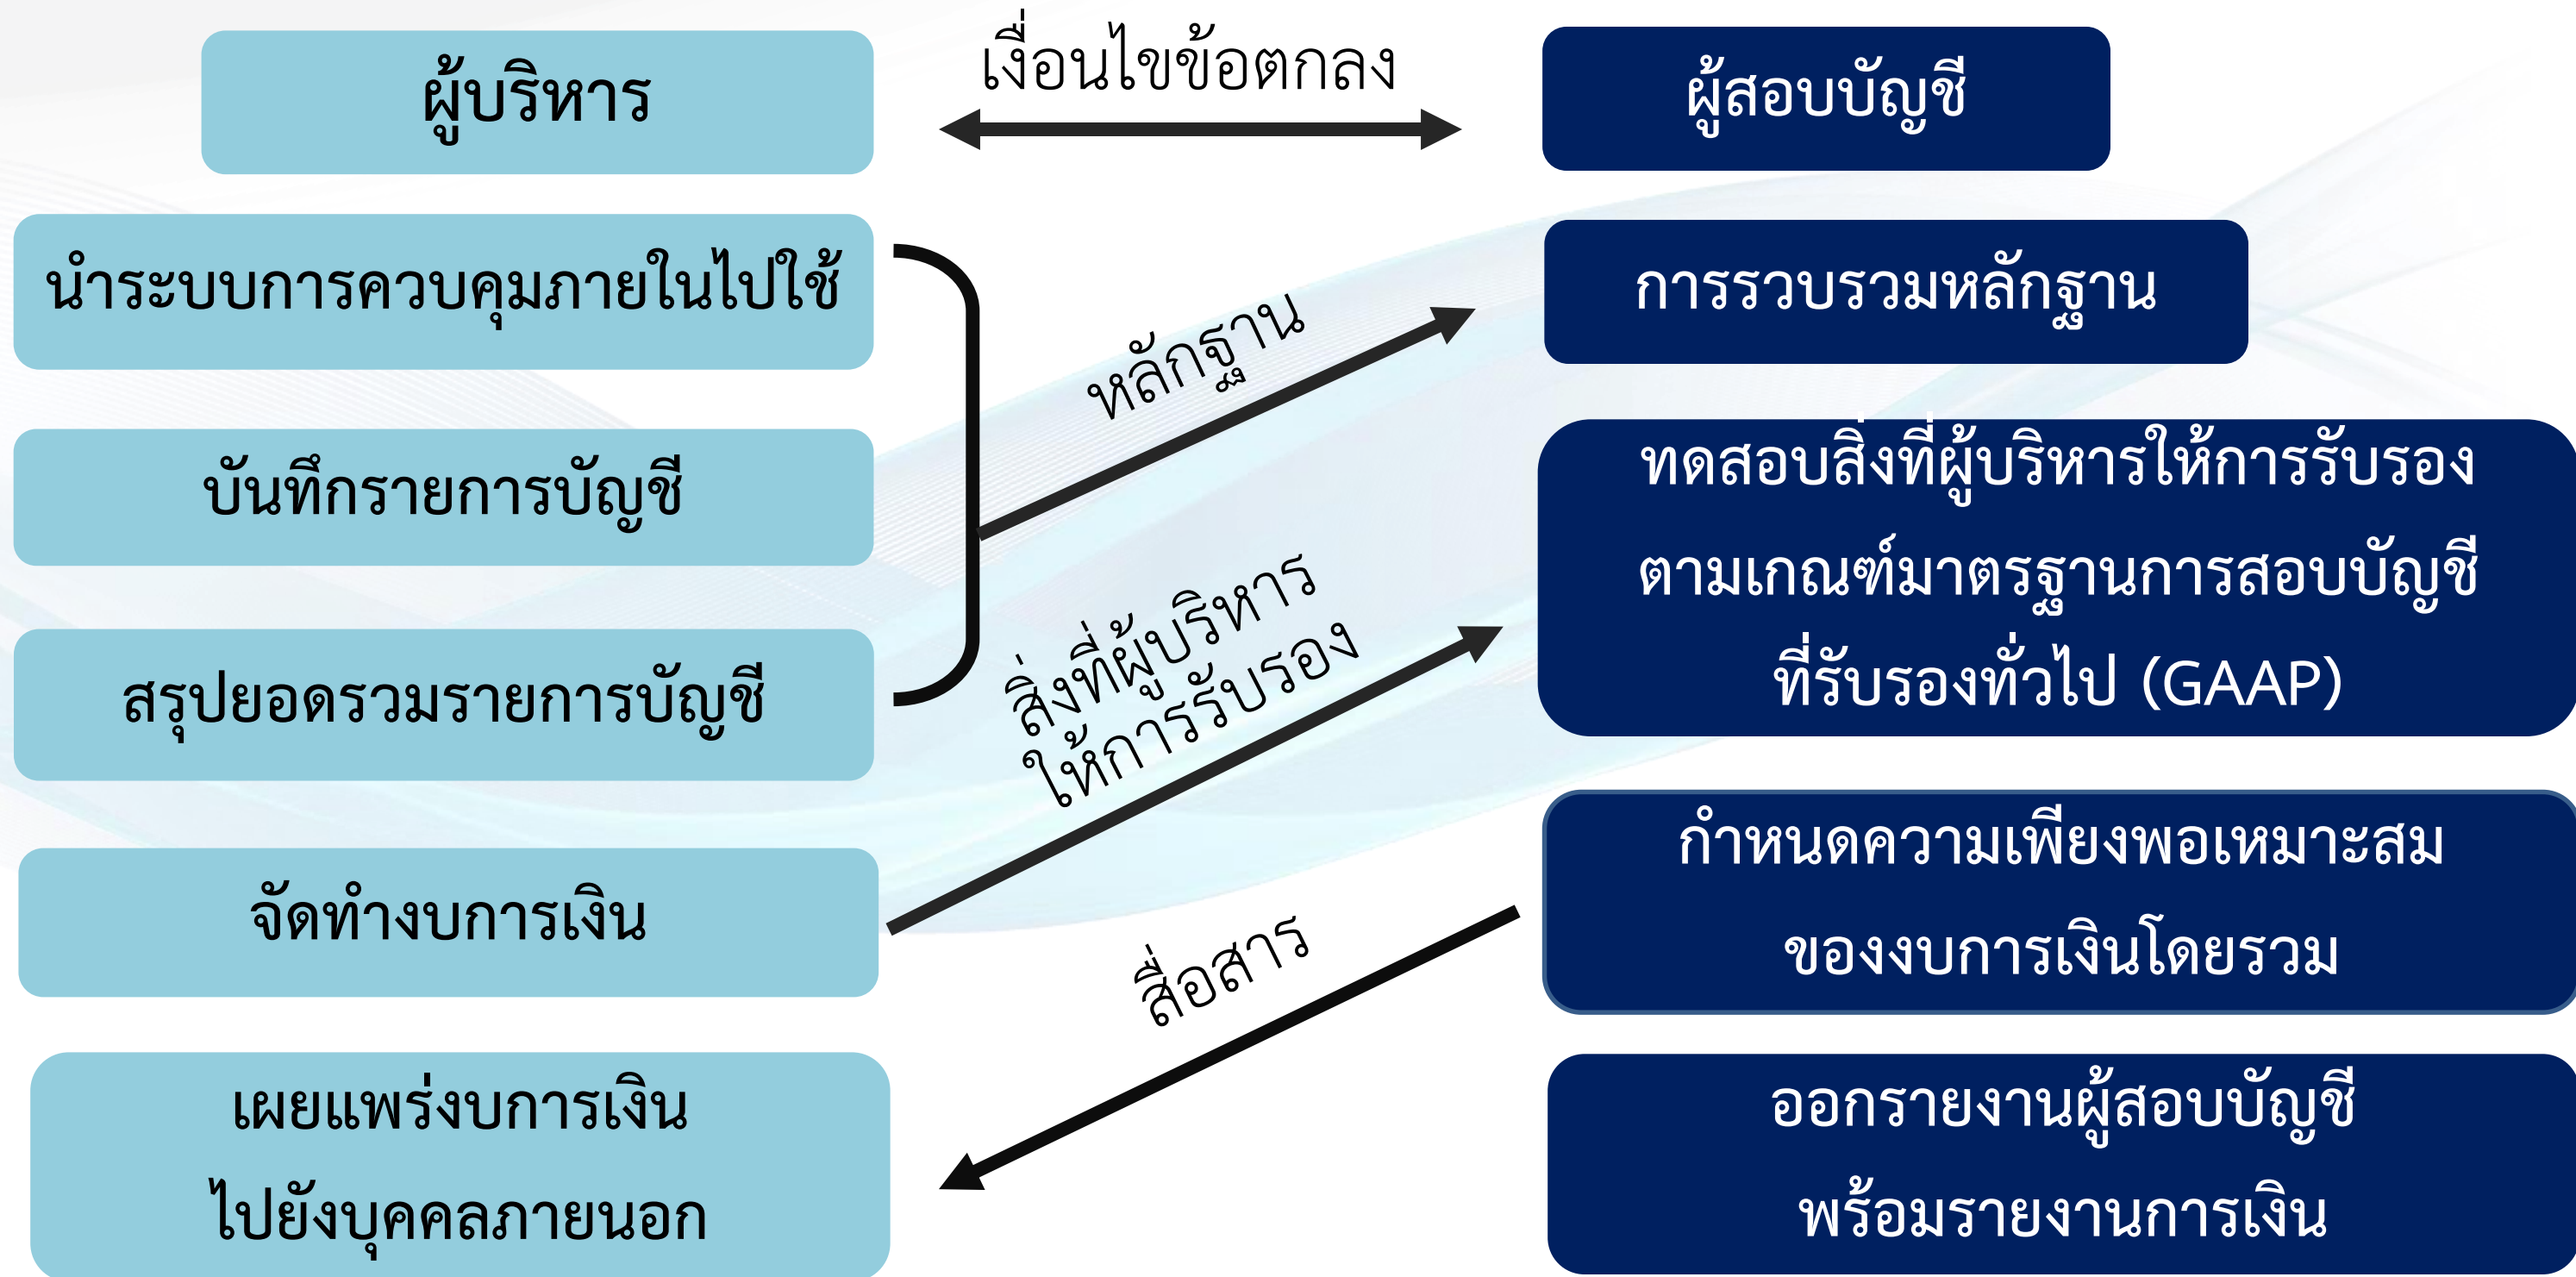 ผู้บริหาร
เงื่อนไขข้อตกลง
ผู้สอบบัญชี
นำระบบการควบคุมภายในไปใช้
การรวบรวมหลักฐาน
หลักฐาน
บันทึกรายการบัญชี
ทดสอบสิ่งที่ผู้บริหารให้การรับรอง
ตามเกณฑ์มาตรฐานการสอบบัญชี
ที่รับรองทั่วไป (GAAP)
สรุปยอดรวมรายการบัญชี
สิ่งที่ผู้บริหาร
ให้การรับรอง
จัดทำงบการเงิน
กำหนดความเพียงพอเหมาะสม
ของงบการเงินโดยรวม
สื่อสาร
เผยแพร่งบการเงิน
ไปยังบุคคลภายนอก
ออกรายงานผู้สอบบัญชี
พร้อมรายงานการเงิน